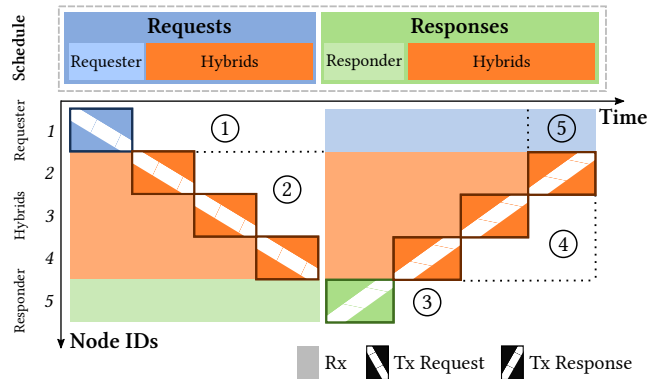 Schedule
Requests
Responses
Requester
Hybrids
Responder
Hybrids
Time
Requester
Hybrids
Responder
1
2
3
4
5
1
2
3
4
5
Node IDs
Rx
Tx Request
Tx Response